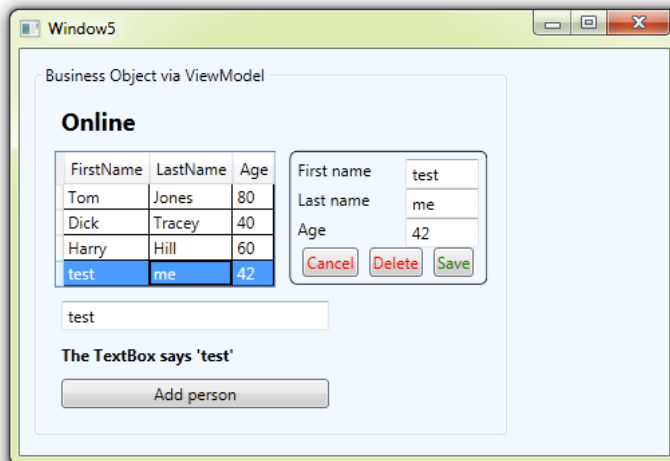 Window5
Business Object via ViewModel
Online
FirstName LastName Age
Tom Jones 80
Dick Tracey 40
Harry Hill 60
test me 42
First name test
Last name me
Age 42
Cancel Delete Save
test
The TextBox says 'test'
Add person